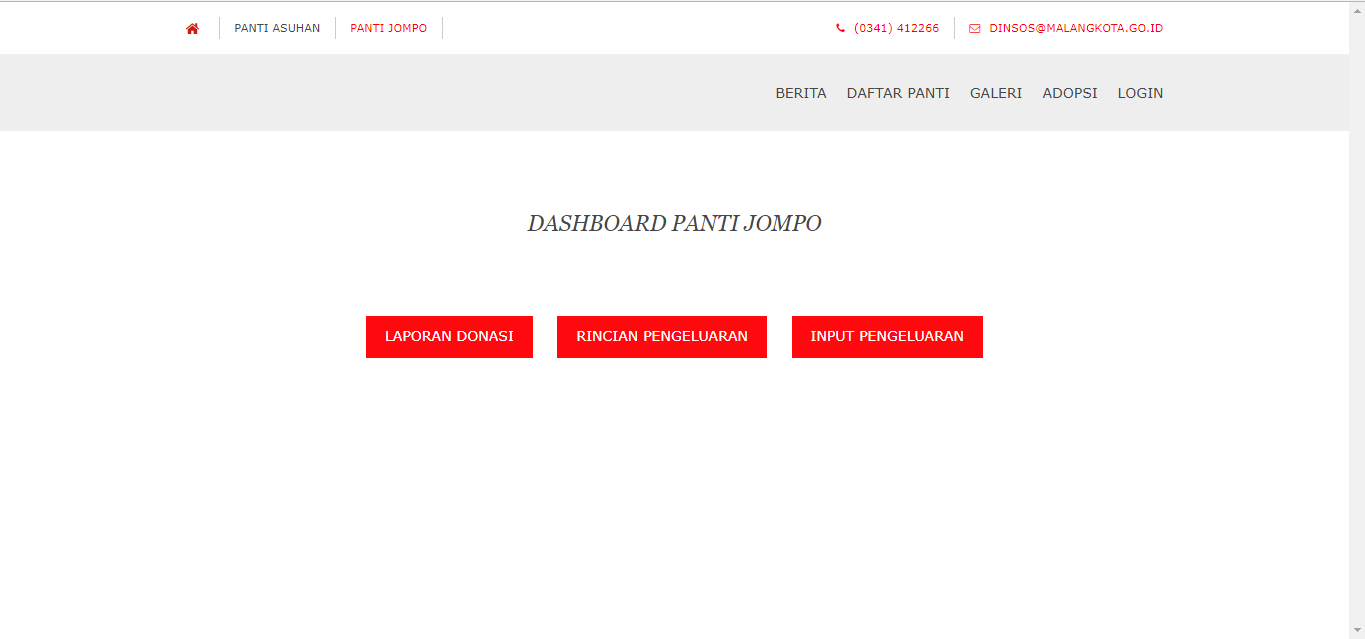 PANTI ASUHAN PANTI JOMPO (0341) 412266 DINSOS@MALANGKOTA.GO.ID
BERITA DAFTAR PANTI GALERI ADOPSI LOGIN
DASHBOARD PANTI JOMPO
LAPORAN DONASI RINCIAN PENGELUARAN INPUT PENGELUARAN